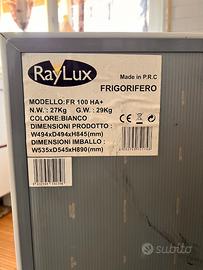 RayLux
Made in P.R.C
FRIGORIFERO
MODELLO: FR 100 HA+
N.W. : 27Kg   G.W : 29Kg
COLORE:BIANCO
DIMENSIONI PRODOTTO :
W494xD494xH845(mm)
DIMENSIONI IMBALLO :
W535xD545xH890(mm)
subito